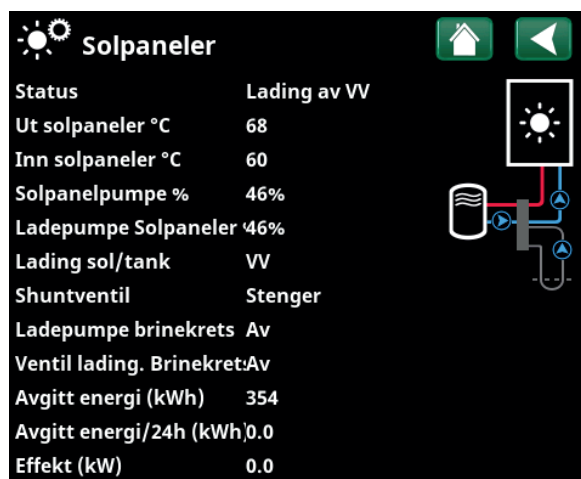 Solpaneler
Status Lading av VV
Ut solpaneler °C 68
Inn solpaneler °C 60
Solpanelpumpe % 46%
Ladepumpe Solpaneler 46%
Lading sol/tank VV
Shuntventil Stenger
Ladepumpe brinekrets Av
Ventil lading. Brinekrets Av
Avgitt energi (kWh) 354
Avgitt energi/24h (kWh) 0.0
Effekt (kW) 0.0